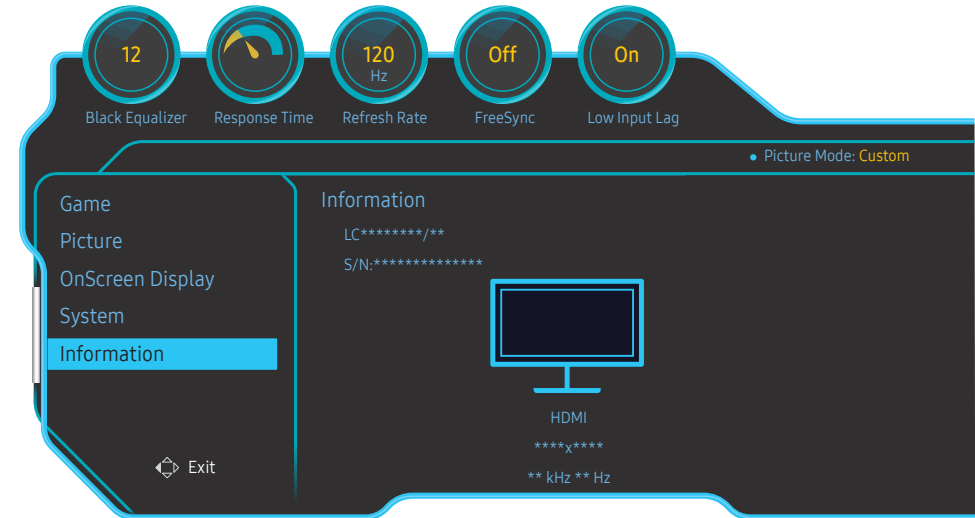 12
120
Hz
Off
On
Black Equalizer
Response Time
Refresh Rate
FreeSync
Low Input Lag
Picture Mode: Custom
Game
Picture
OnScreen Display
System
Information
Exit
Information
LC********/**
S/N:**************
HDMI
****x****
** kHz ** Hz